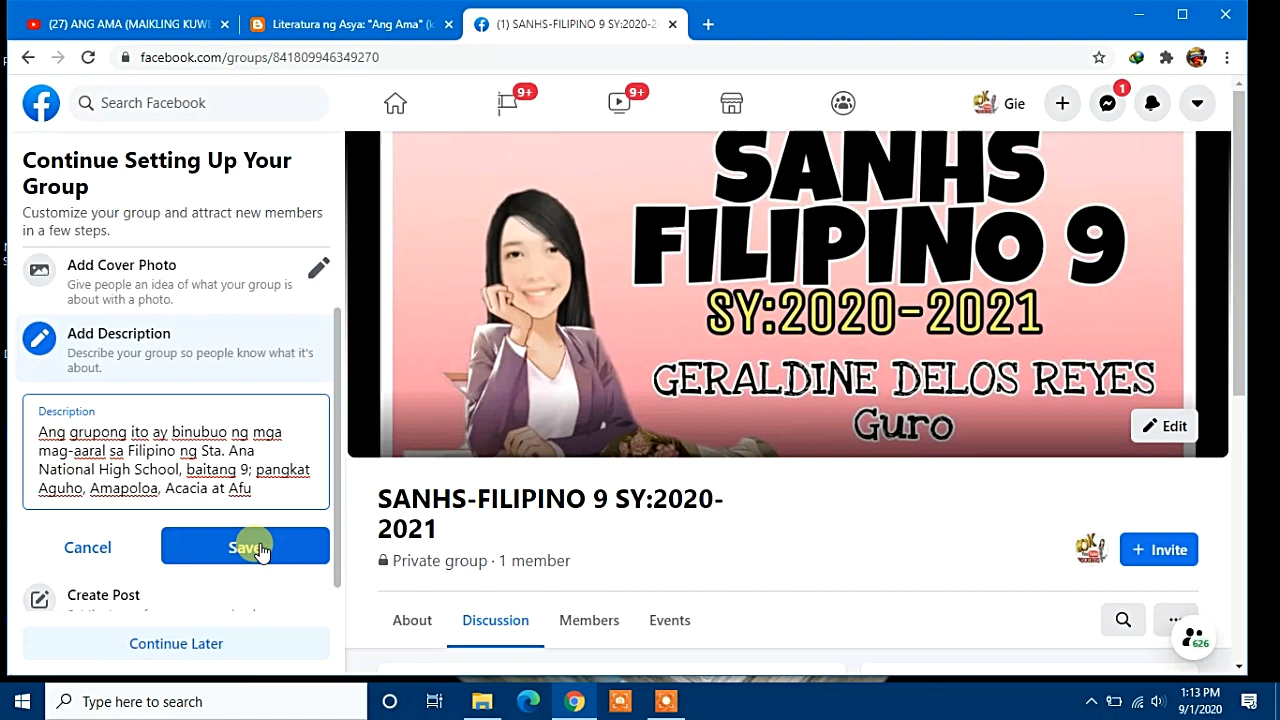 (27) ANG AMA (MAIKLING KUW
Literatura ng Asya: "Ang Ama" (k
(1) SANHS-FILIPINO 9 SY:2020-2
facebook.com/groups/841809946349270
Search Facebook
9+
9+
Gie
1
Continue Setting Up Your
Group
Customize your group and attract new members
in a few steps.
Add Cover Photo
Give people an idea of what your group is
about with a photo.
Add Description
Describe your group so people know what it's
about.
Description
Ang grupong ito ay binubuo ng mga
mag-aaral sa Filipino ng Sta. Ana
National High School, baitang 9; pangkat
Aguho, Amapoloa, Acacia at Afu
Cancel
Save
Create Post
Continue Later
SANHS
FILIPINO 9
SY:2020-2021
GERALDINE DELOS REYES
Guro
Edit
SANHS-FILIPINO 9 SY:2020-
2021
Private group · 1 member
+ Invite
About
Discussion
Members
Events
626
Type here to search
1:13 PM
9/1/2020